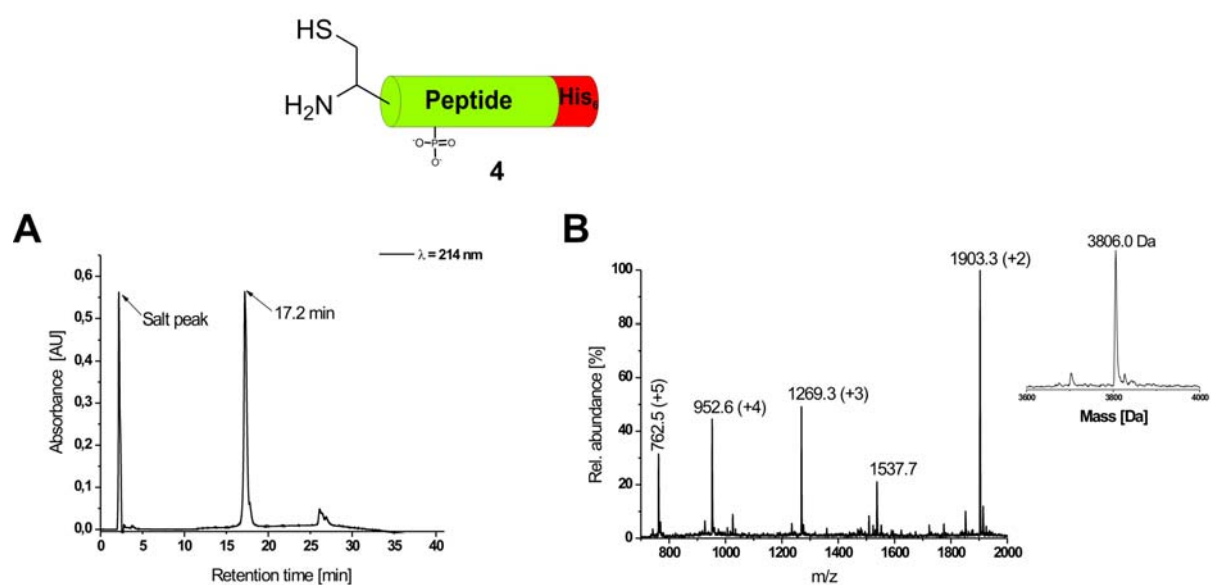 HS
H₂N
Peptide
His₆
⁻O-P=O
O⁻
4
A
λ = 214 nm
Salt peak
17.2 min
0,6
0,5
0,4
0,3
0,2
0,1
0,0
Absorbance [AU]
0 5 10 15 20 25 30 35 40
Retention time [min]
B
100
80
60
40
20
0
Rel. abundance [%]
762.5 (+5)
952.6 (+4)
1269.3 (+3)
1537.7
1903.3 (+2)
800 1000 1200 1400 1600 1800 2000
m/z
3806.0 Da
3600 3800 4000
Mass [Da]